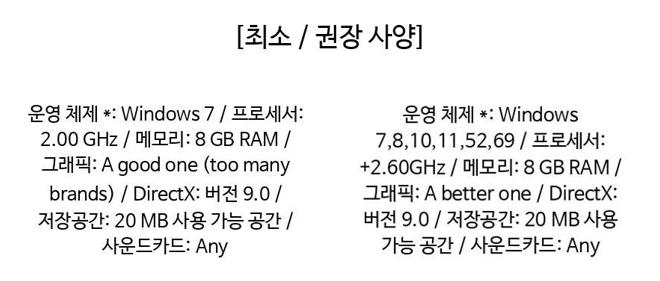 [최소 / 권장 사양]
운영 체제 *: Windows 7 / 프로세서:
2.00 GHz / 메모리: 8 GB RAM /
그래픽: A good one (too many
brands) / DirectX: 버전 9.0 /
저장공간: 20 MB 사용 가능 공간 /
사운드카드: Any
운영 체제 *: Windows
7,8,10,11,52,69 / 프로세서:
+2.60GHz / 메모리: 8 GB RAM /
그래픽: A better one / DirectX:
버전 9.0 / 저장공간: 20 MB 사용
가능 공간 / 사운드카드: Any